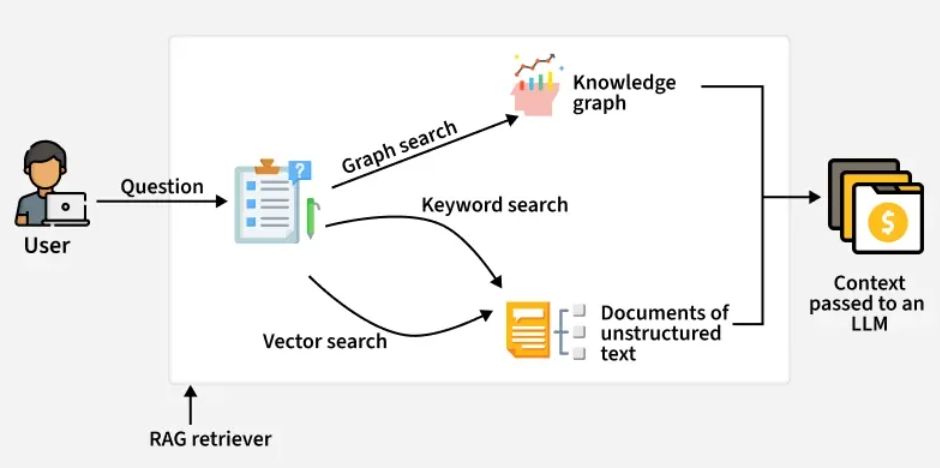 Knowledge
graph
Graph search
Question
Keyword search
User
Vector search
Documents of
unstructured
text
Context
passed to an
LLM
RAG retriever
?
$